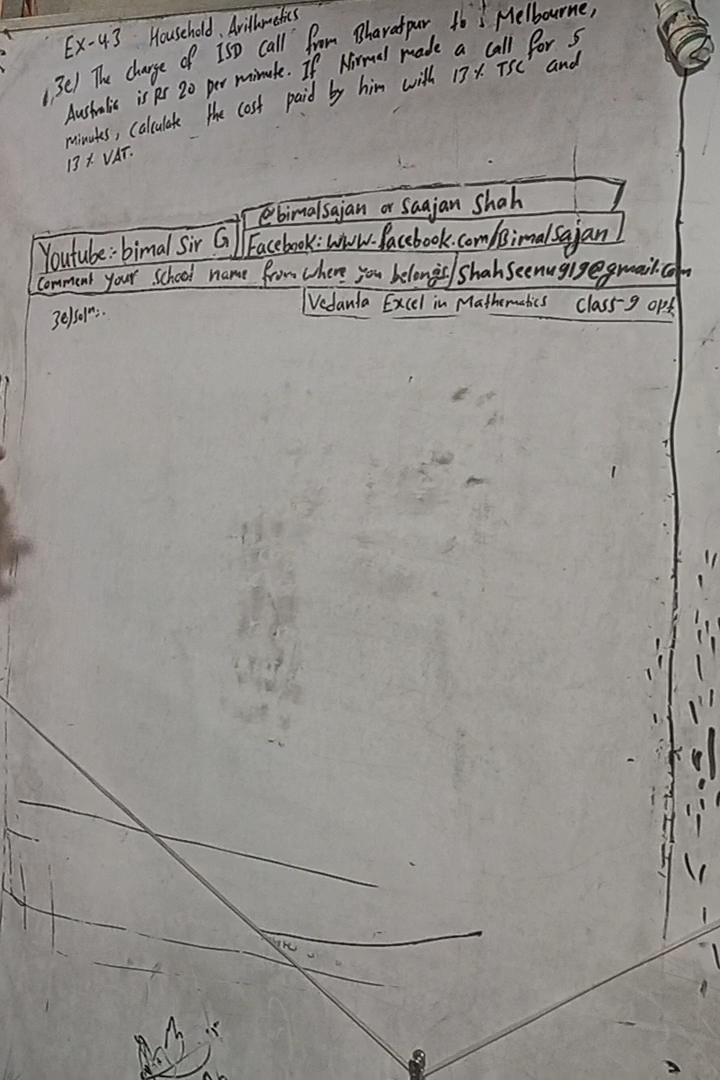 Ex-43 Household Arithmetics
1,3e) The charge of ISD call from Bharatpur to Melbourne,
Australia is Rs 20 per minute. If Nirmal made a call for 5
minutes, calculate the cost paid by him with 13% TSC and
13% VAT.
@bimalsajan or Saajan Shah
Youtube:- bimal Sir G
Facebook: www.facebook.com/BimalSajan
Comment your school name from where you belongs/shahseenu919@gmail.com
Vedanta Excel in Mathematics Class-9 opt
3e)solⁿ:-